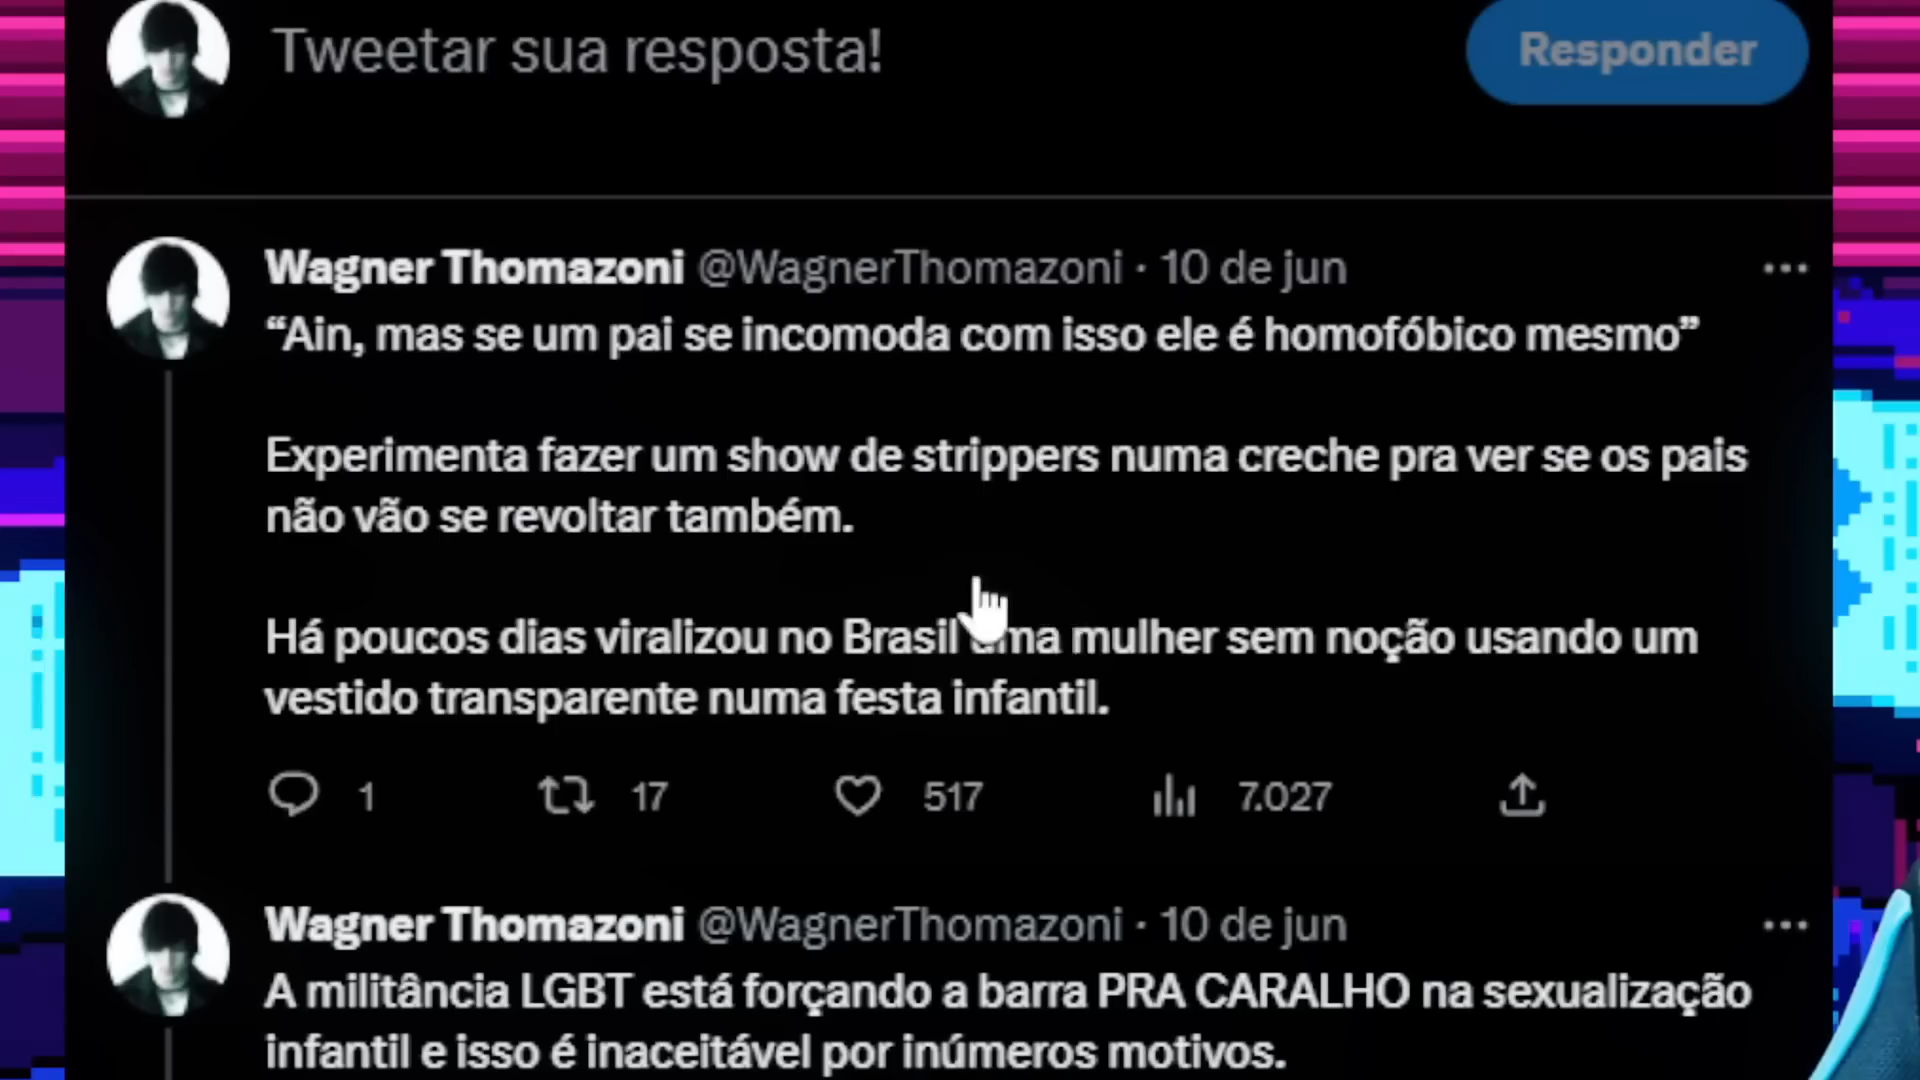 Tweetar sua resposta!
Responder
Wagner Thomazoni @WagnerThomazoni · 10 de jun
“Ain, mas se um pai se incomoda com isso ele é homofóbico mesmo”
Experimenta fazer um show de strippers numa creche pra ver se os pais
não vão se revoltar também.
Há poucos dias viralizou no Brasil uma mulher sem noção usando um
vestido transparente numa festa infantil.
1 17 517 7.027
Wagner Thomazoni @WagnerThomazoni · 10 de jun
A militância LGBT está forçando a barra PRA CARALHO na sexualização
infantil e isso é inaceitável por inúmeros motivos.